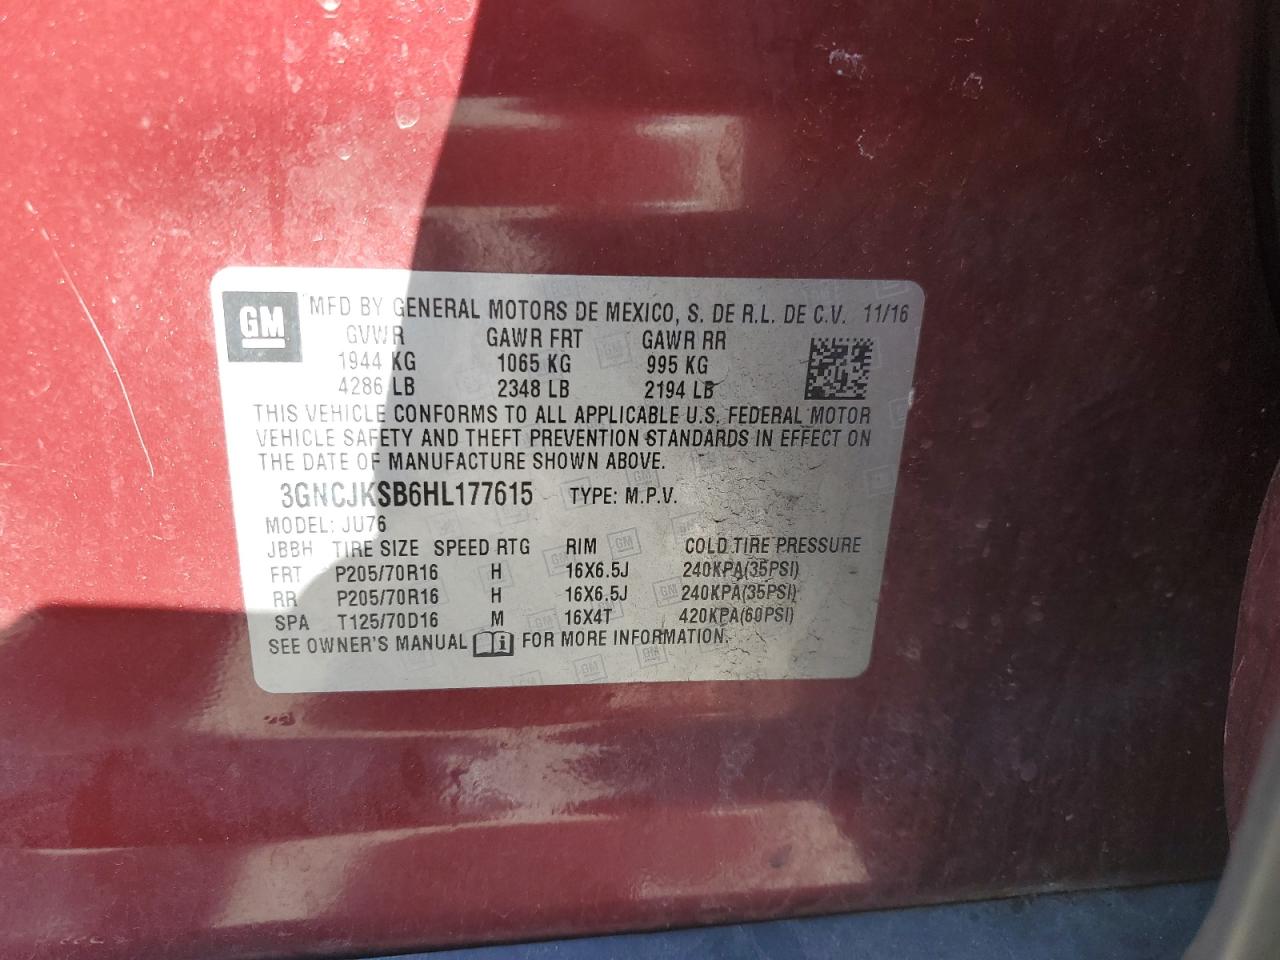 GM MFD BY GENERAL MOTORS DE MEXICO, S. DE R.L. DE C.V. 11/16
GVWR GAWR FRT GAWR RR
1944 KG 1065 KG 995 KG
4286 LB 2348 LB 2194 LB
THIS VEHICLE CONFORMS TO ALL APPLICABLE U.S. FEDERAL MOTOR
VEHICLE SAFETY AND THEFT PREVENTION STANDARDS IN EFFECT ON
THE DATE OF MANUFACTURE SHOWN ABOVE.
3GNCJKSB6HL177615 TYPE: M.P.V.
MODEL: JU76
JBBH TIRE SIZE SPEED RTG RIM COLD TIRE PRESSURE
FRT P205/70R16 H 16X6.5J 240KPA(35PSI)
RR P205/70R16 H 16X6.5J 240KPA(35PSI)
SPA T125/70D16 M 16X4T 420KPA(60PSI)
SEE OWNER'S MANUAL i FOR MORE INFORMATION.